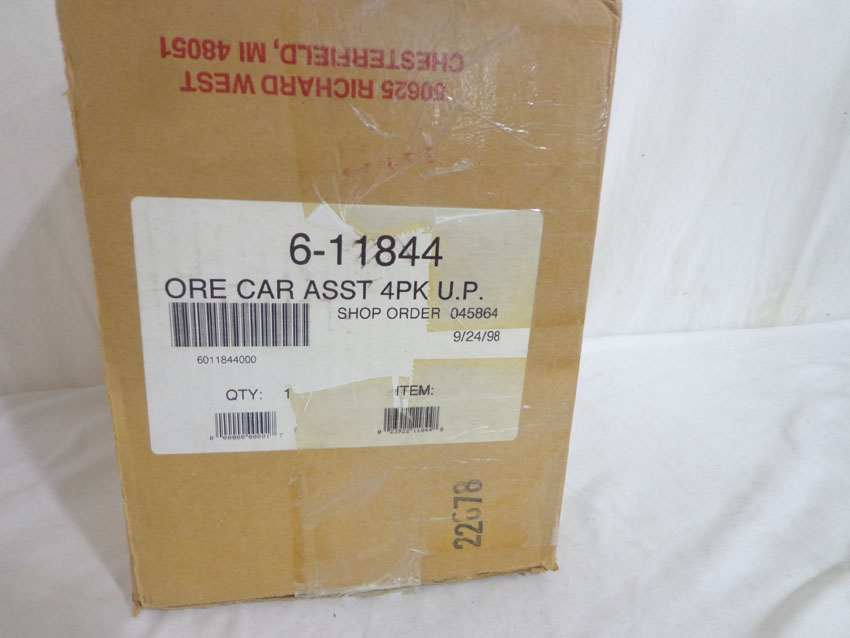 50625 RICHARD WEST
CHESTERFIELD, MI 48051
6-11844
ORE CAR ASST 4PK U.P.
SHOP ORDER 045864
9/24/98
6011844000
QTY: 1
ITEM:
22678